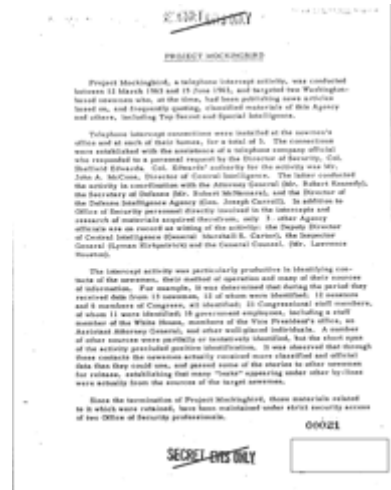 SECRET EYES ONLY
PROJECT MOCKINGBIRD
Project Mockingbird, a telephone intercept activity, was conducted
between 12 March 1963 and 15 June 1963, and targeted two Washington-
based newsmen who, at the time, had been publishing news articles
based on, and frequently quoting, classified materials of this Agency
and others, including Top Secret and Special Intelligence.
Telephone intercept connections were installed at the newsmen's
office and at each of their homes, for a total of 3. The connections
were established with the assistance of a telephone company official
who responded to a personal request by the Director of Security, Col.
Sheffield Edwards. Col. Edwards' authority for the activity was Mr.
John A. McCone, Director of Central Intelligence. The latter conducted
the activity in coordination with the Attorney General (Mr. Robert Kennedy),
the Secretary of Defense (Mr. Robert McNamara), and the Director of
the Defense Intelligence Agency (Gen. Joseph Carroll). In addition to
Office of Security personnel directly involved in the intercepts and
research of materials acquired therefrom, only 3 other Agency
officials are on record as witting of the activity: the Deputy Director
of Central Intelligence (General Marshall S. Carter), the Inspector
General (Lyman Kirkpatrick) and the General Counsel (Mr. Lawrence
Houston).
The intercept activity was particularly productive in identifying con-
tacts of the newsmen, their method of operation and many of their sources
of information. For example, it was determined that during the period they
received data from 13 newsmen, 12 of whom were identified; 12 senators
and 6 members of Congress, all identified; 21 Congressional staff members,
of whom 11 were identified; 16 government employees, including a staff
member of the White House, members of the Vice President's office, an
Assistant Attorney General, and other well-placed individuals. A number
of other sources were partially or tentatively identified, but the short span
of the activity precluded positive identification. It was observed that through
these contacts the newsmen actually received more classified and official
data than they could use, and passed some of the stories to other newsmen
for release, establishing that many "leaks" appearing under other by-lines
were actually from the sources of the target newsmen.
Since the termination of Project Mockingbird, those materials related
to it which were retained, have been maintained under strict security access
of two Office of Security professionals.
00021
SECRET EYES ONLY